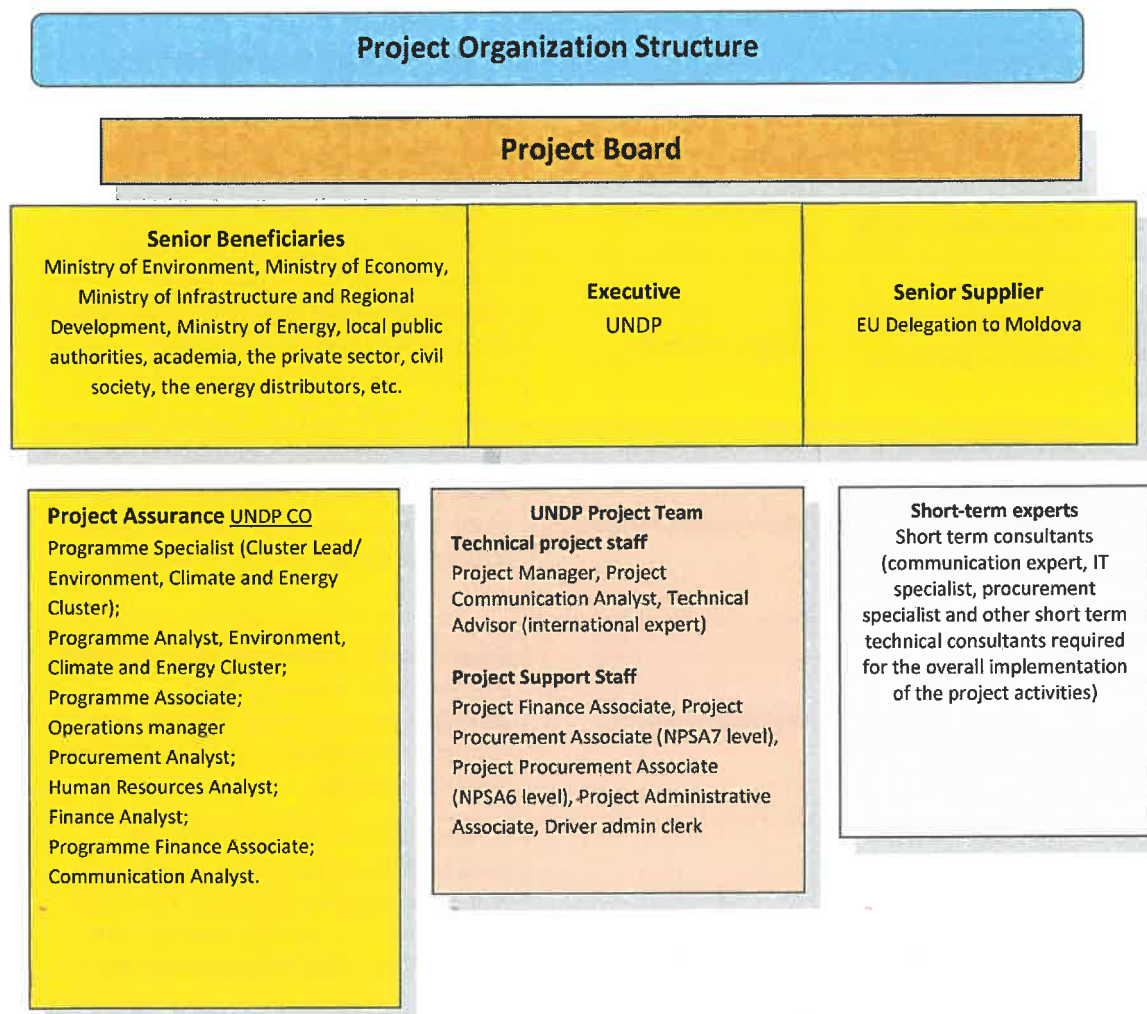 Project Organization Structure
Project Board
Senior Beneficiaries
Ministry of Environment, Ministry of Economy,
Ministry of Infrastructure and Regional
Development, Ministry of Energy, local public
authorities, academia, the private sector, civil
society, the energy distributors, etc.
Executive
UNDP
Senior Supplier
EU Delegation to Moldova
Project Assurance UNDP CO
Programme Specialist (Cluster Lead/
Environment, Climate and Energy
Cluster);
Programme Analyst, Environment,
Climate and Energy Cluster;
Programme Associate;
Operations manager
Procurement Analyst;
Human Resources Analyst;
Finance Analyst;
Programme Finance Associate;
Communication Analyst.
UNDP Project Team
Technical project staff
Project Manager, Project
Communication Analyst, Technical
Advisor (international expert)
Project Support Staff
Project Finance Associate, Project
Procurement Associate (NPSA7 level),
Project Procurement Associate
(NPSA6 level), Project Administrative
Associate, Driver admin clerk
Short-term experts
Short term consultants
(communication expert, IT
specialist, procurement
specialist and other short term
technical consultants required
for the overall implementation
of the project activities)